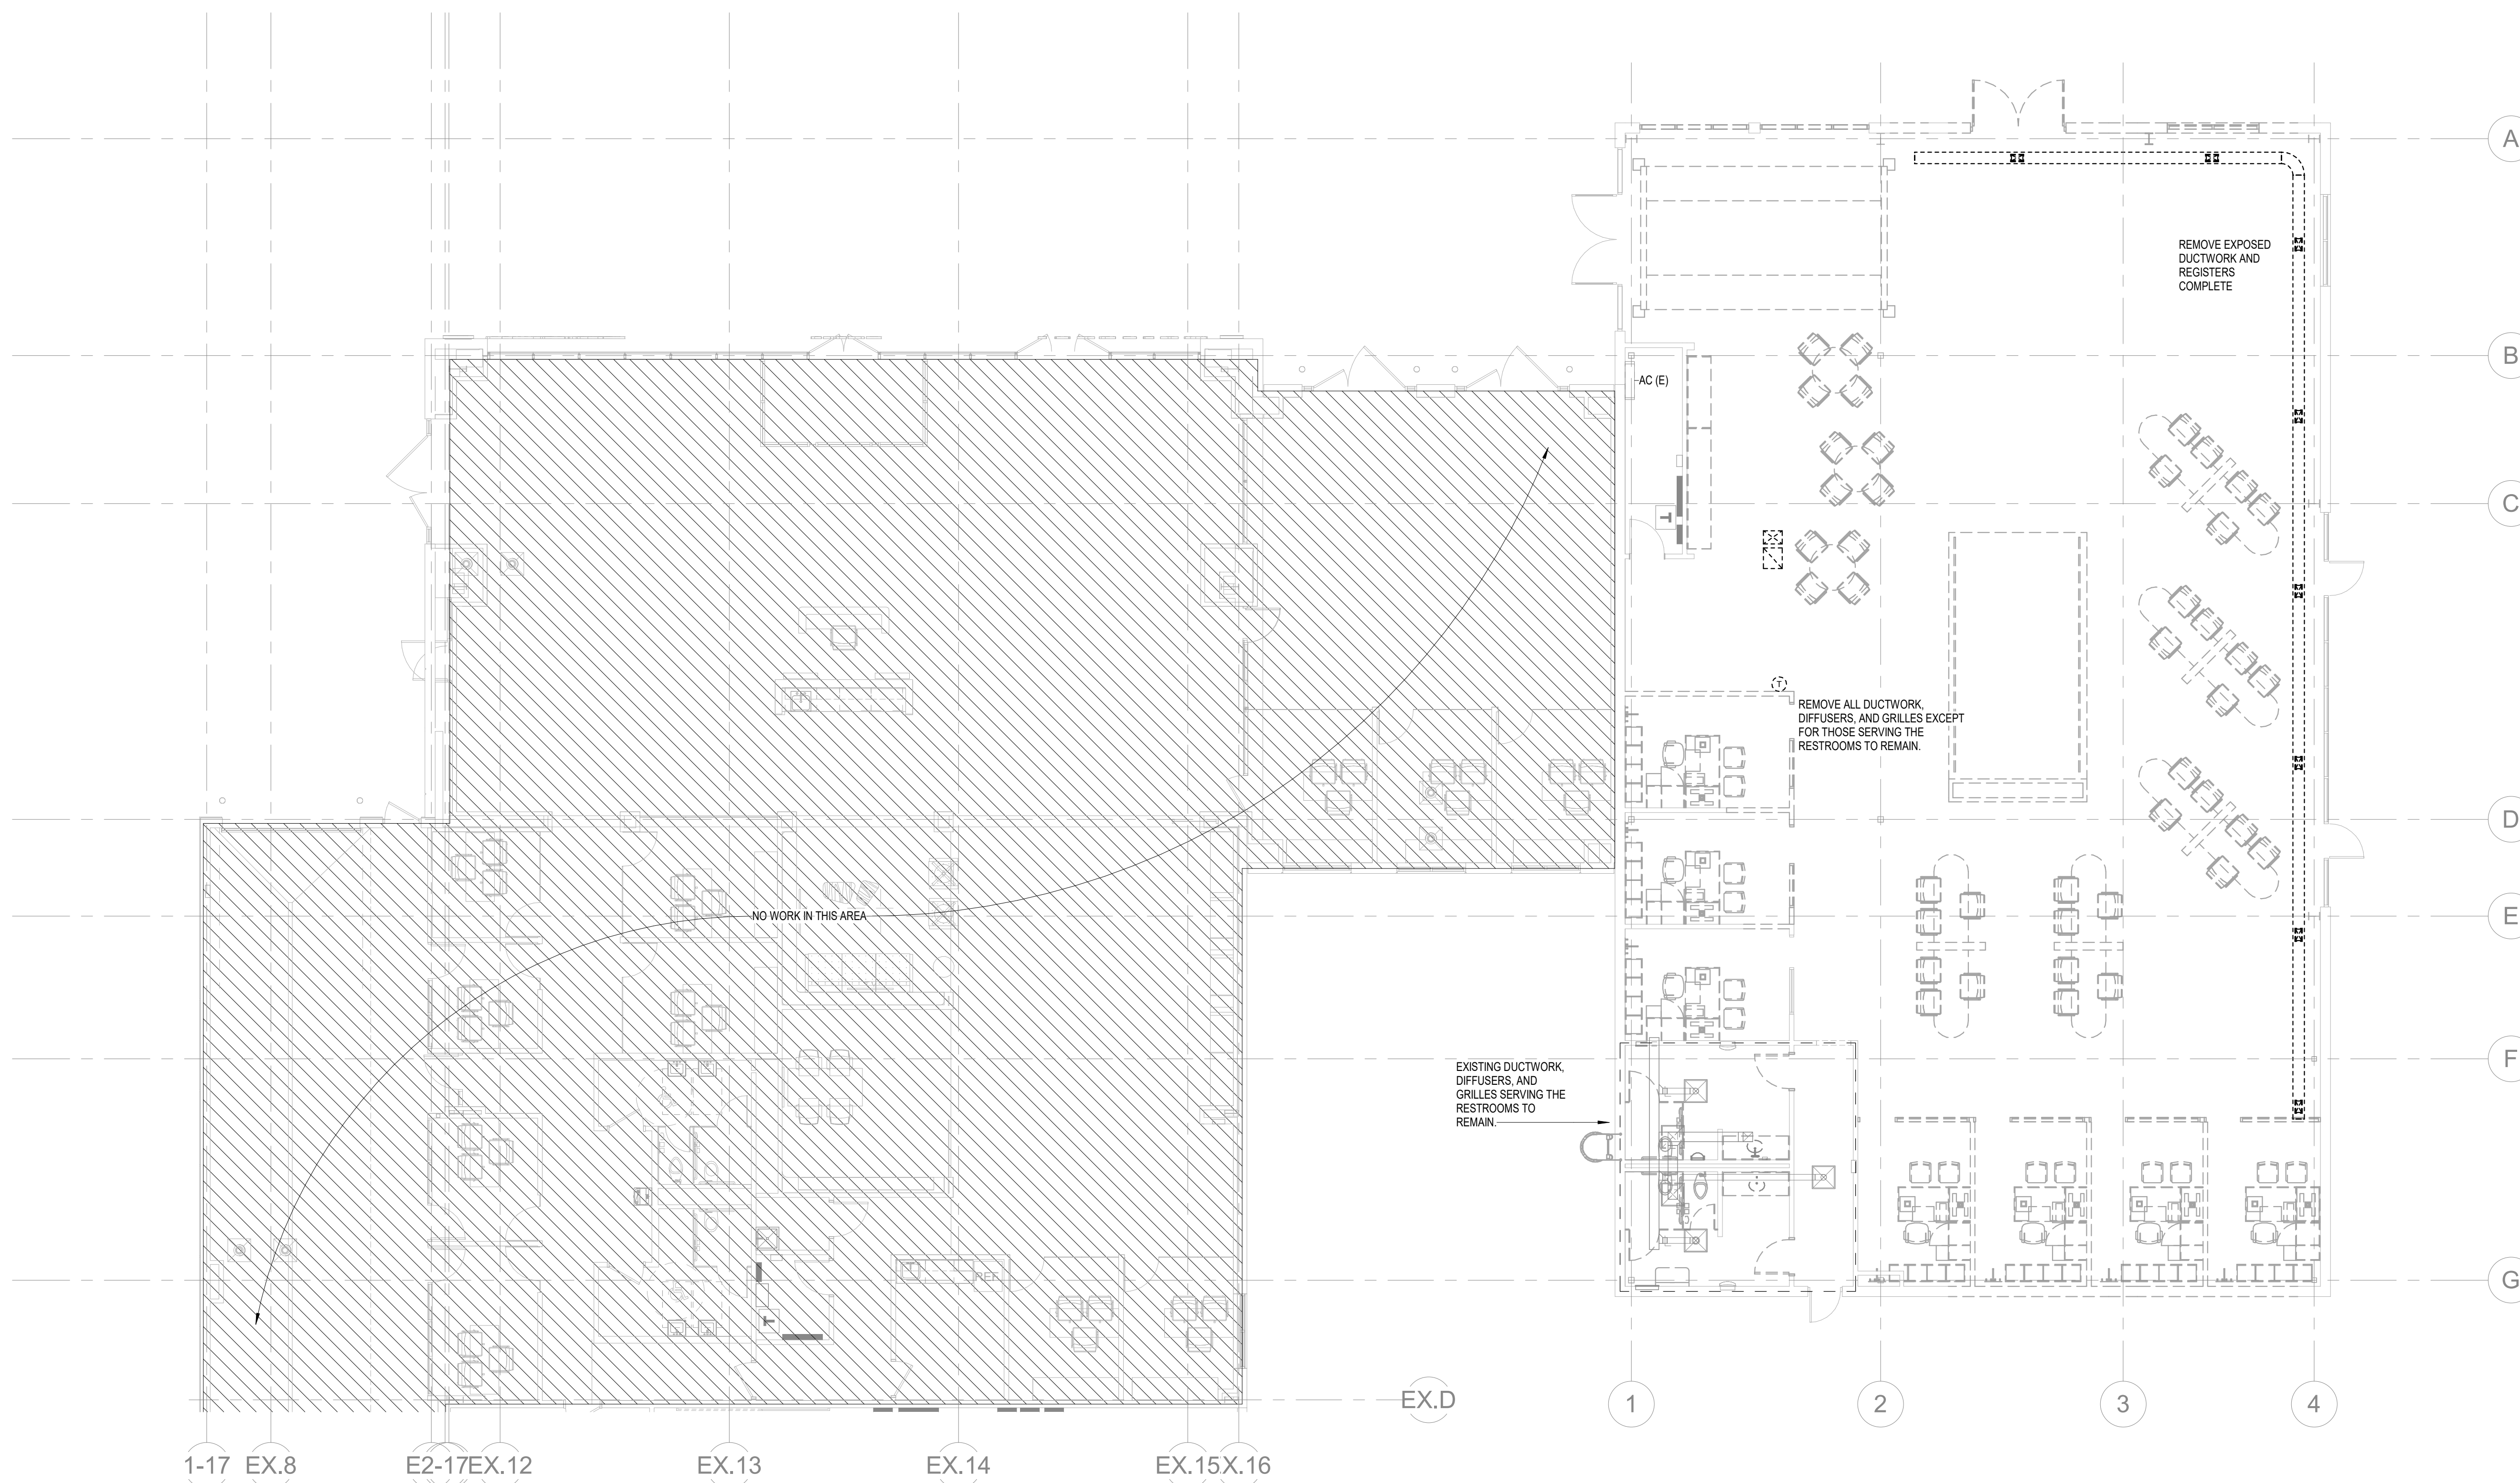 A
REMOVE EXPOSED
DUCTWORK AND
REGISTERS
COMPLETE
B
AC (E)
C
T
REMOVE ALL DUCTWORK,
DIFFUSERS, AND GRILLES EXCEPT
FOR THOSE SERVING THE
RESTROOMS TO REMAIN.
D
NO WORK IN THIS AREA
E
F
EXISTING DUCTWORK,
DIFFUSERS, AND
GRILLES SERVING THE
RESTROOMS TO
REMAIN.
REF.
G
EX.D
1
2
3
4
1-17
EX.8
E2-17
EX.12
EX.13
EX.14
EX.15
X.16